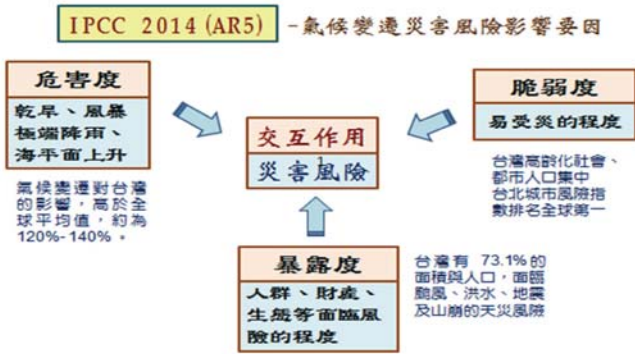 IPCC 2014 (AR5) -氣候變遷災害風險影響要因
危害度
乾旱、風暴
極端降雨、
海平面上升
氣候變遷對台灣
的影響，高於全
球平均值，約為
120%-140%。
交互作用
災害風險
1
脆弱度
易受災的程度
台灣高齡化社會、
都市人口集中
台北城市風險指
數排名全球第一
暴露度
人群、財產、
生態等面臨風
險的程度
台灣有 73.1%的
面積與人口，面臨
颱風、洪水、地震
及山崩的天災風險